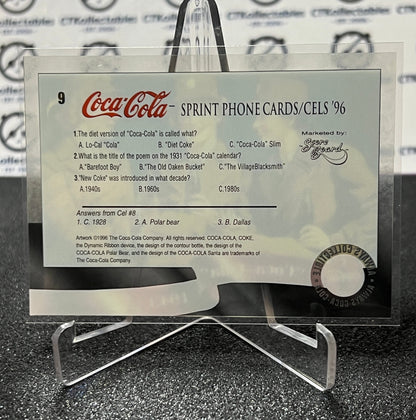 9
Coca-Cola SPRINT PHONE CARDS/CELS '96
1.The diet version of "Coca-Cola" is called what?
A. Lo-Cal "Cola" B. "Diet Coke" C. "Coca-Cola" Slim
2.What is the title of the poem on the 1931 "Coca-Cola" calendar?
A."Barefoot Boy" B."The Old Oaken Bucket" C."The VillageBlacksmith"
3."New Coke" was introduced in what decade?
A.1940s B.1960s C.1980s
Marketed by:
Score Board
Answers from Cel #8
1. C. 1928 2. A. Polar bear 3. B. Dallas
Artwork ©1996 The Coca-Cola Company. All rights reserved. COCA-COLA, COKE,
the Dynamic Ribbon device, the design of the contour bottle, the design of
COCA-COLA Polar Bear, and the design of COCA-COLA Santa are trademarks of
The Coca-Cola Company.
ALWAYS COLLECTIBLE
ALWAYS COCA-COLA